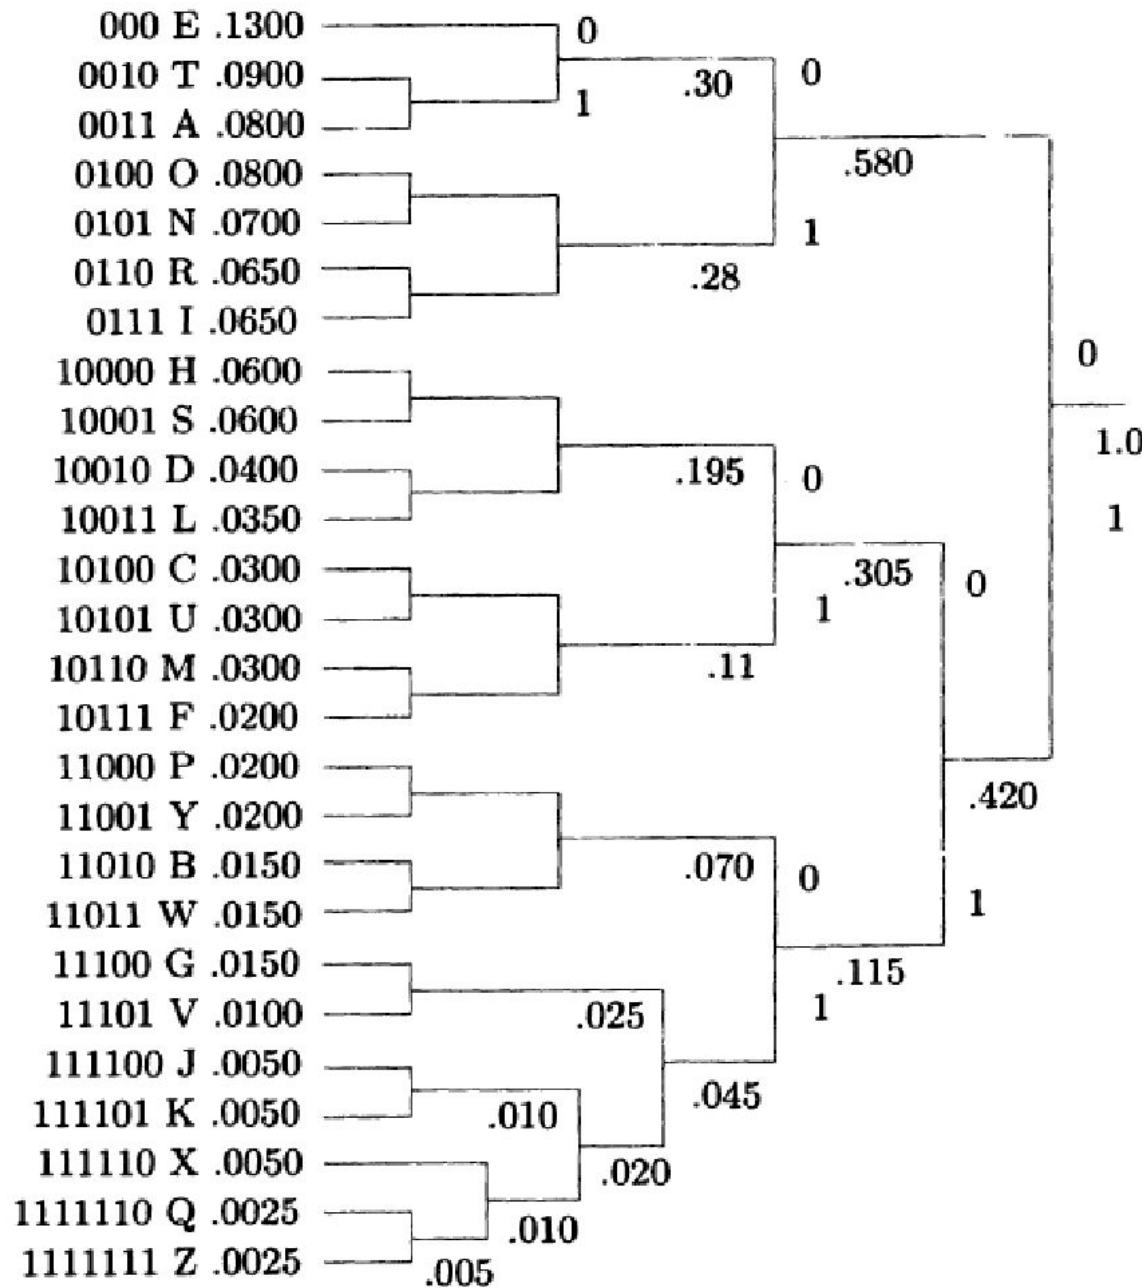 000 E .1300
0
0010 T .0900
.30
0
1
0011 A .0800
.580
0100 O .0800
0101 N .0700
1
0110 R .0650
.28
0111 I .0650
0
10000 H .0600
10001 S .0600
1.0
10010 D .0400
.195
0
10011 L .0350
1
10100 C .0300
.305
0
10101 U .0300
1
10110 M .0300
.11
10111 F .0200
11000 P .0200
.420
11001 Y .0200
11010 B .0150
.070
0
11011 W .0150
1
11100 G .0150
.115
11101 V .0100
.025
1
111100 J .0050
.045
111101 K .0050
.010
111110 X .0050
.020
1111110 Q .0025
.010
1111111 Z .0025
.005